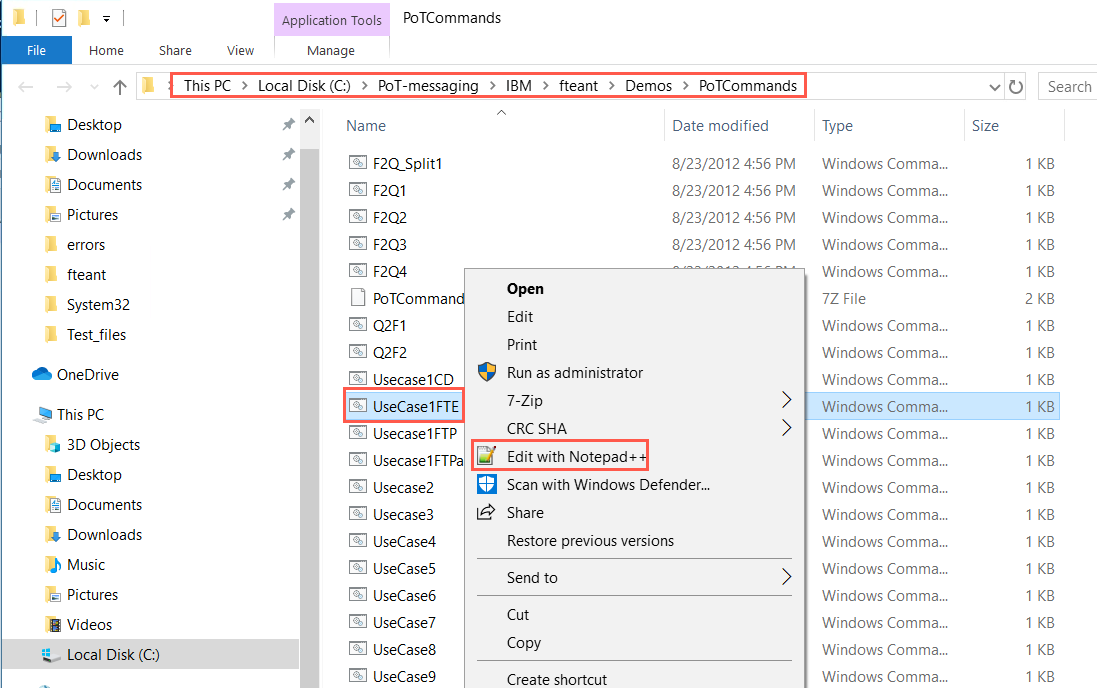 Application Tools PoTCommands
File Home Share View Manage
This PC > Local Disk (C:) > PoT-messaging > IBM > fteant > Demos > PoTCommands Search
Name Date modified Type Size
Desktop
Downloads
Documents
Pictures
errors
fteant
System32
Test_files
OneDrive
This PC
3D Objects
Desktop
Documents
Downloads
Music
Pictures
Videos
Local Disk (C:)
F2Q_Split1 8/23/2012 4:56 PM Windows Comma... 1 KB
F2Q1 8/23/2012 4:56 PM Windows Comma... 1 KB
F2Q2 8/23/2012 4:56 PM Windows Comma... 1 KB
F2Q3 8/23/2012 4:56 PM Windows Comma... 1 KB
F2Q4 8/23/2012 4:56 PM Windows Comma... 1 KB
PoTCommand 7Z File 2 KB
Q2F1 Windows Comma... 1 KB
Q2F2 Windows Comma... 1 KB
Usecase1CD Windows Comma... 1 KB
UseCase1FTE Windows Comma... 1 KB
Usecase1FTP Windows Comma... 1 KB
Usecase1FTPa Windows Comma... 1 KB
Usecase2 Windows Comma... 1 KB
Usecase3 Windows Comma... 1 KB
UseCase4 Windows Comma... 1 KB
UseCase5 Windows Comma... 1 KB
UseCase6 Windows Comma... 1 KB
UseCase7 Windows Comma... 1 KB
UseCase8 Windows Comma... 1 KB
UseCase9 Windows Comma... 1 KB
Open
Edit
Print
Run as administrator
7-Zip
CRC SHA
Edit with Notepad++
Scan with Windows Defender...
Share
Restore previous versions
Send to
Cut
Copy
Create shortcut